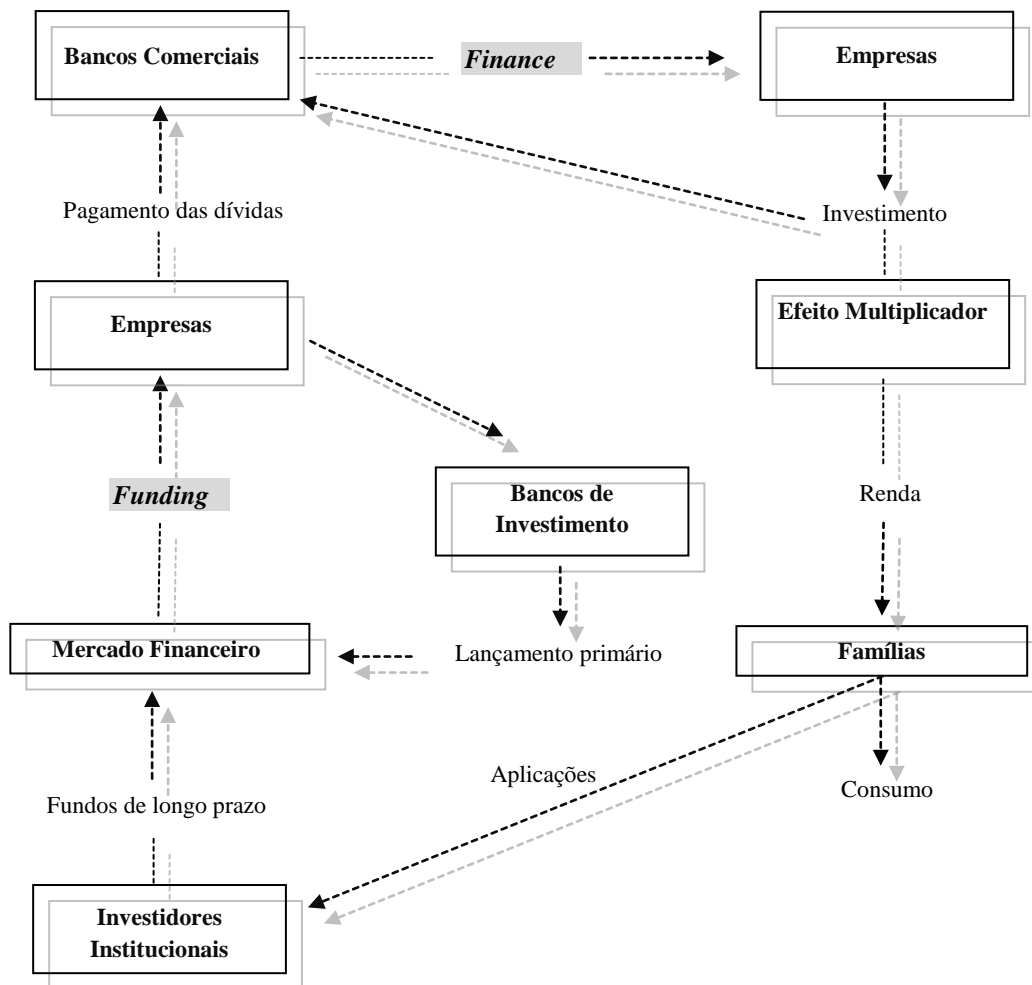 Bancos Comerciais
Finance
Empresas
Pagamento das dívidas
Investimento
Empresas
Efeito Multiplicador
Funding
Bancos de
Investimento
Renda
Mercado Financeiro
Lançamento primário
Famílias
Aplicações
Consumo
Fundos de longo prazo
Investidores
Institucionais